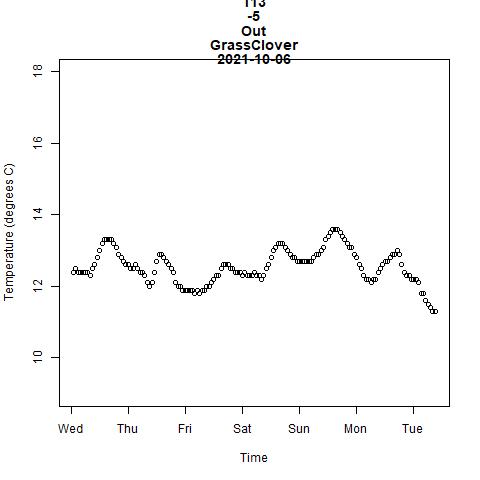 113
-5
Out
GrassClover
2021-10-06
18
16
14
12
10
Temperature (degrees C)
Wed Thu Fri Sat Sun Mon Tue
Time